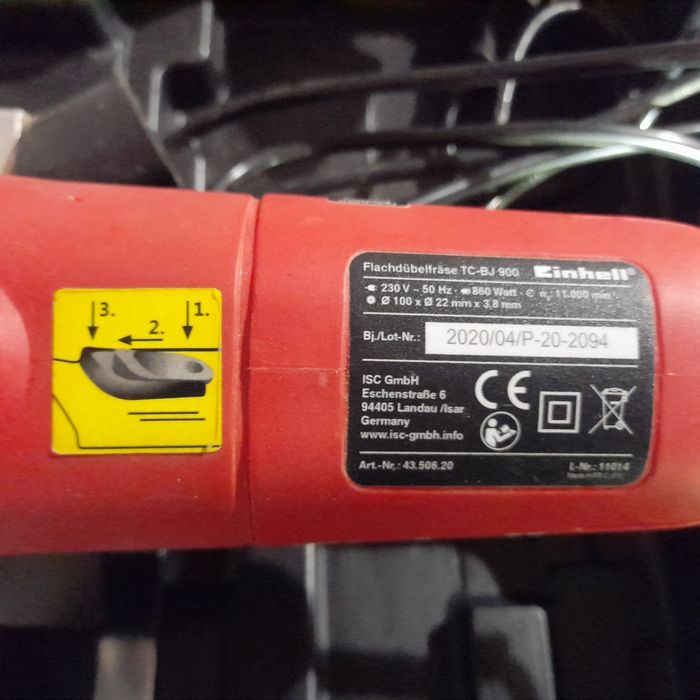 3.
1.
2.
Flachdübelfräse TC-BJ 900 Einhell
230 V ~ 50 Hz · 860 Watt · n₀: 11.000 min⁻¹
Ø 100 x Ø 22 mm x 3,8 mm
Bj./Lot-Nr.: 2020/04/P-20-2094
ISC GmbH
Eschenstraße 6
94405 Landau /Isar
Germany
www.isc-gmbh.info
CE
Art.-Nr.: 43.506.20
L-Nr.: 11014